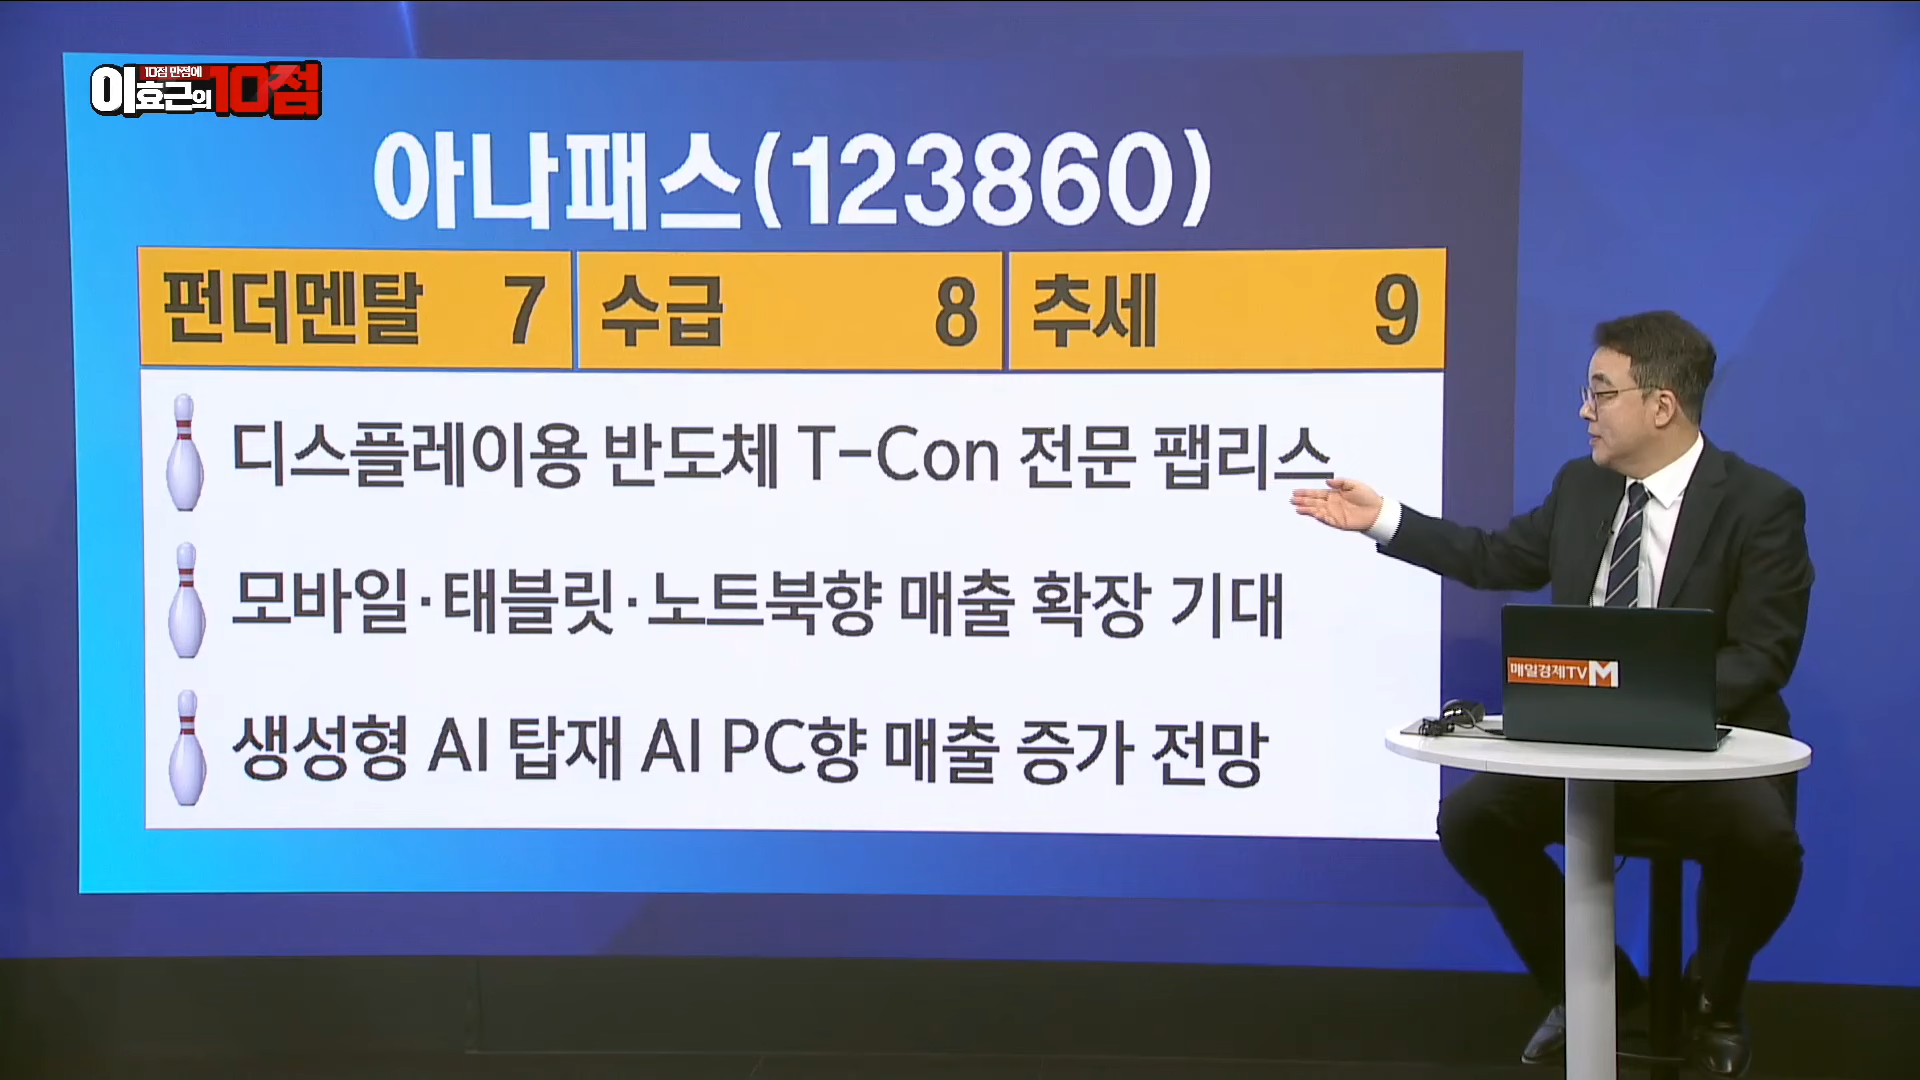 10점 만점에
이효근의 10점
아나패스(123860)
펀더멘탈 7 수급 8 추세 9
디스플레이용 반도체 T-Con 전문 팹리스
모바일·태블릿·노트북향 매출 확장 기대
생성형 AI 탑재 AI PC향 매출 증가 전망
매일경제TV M